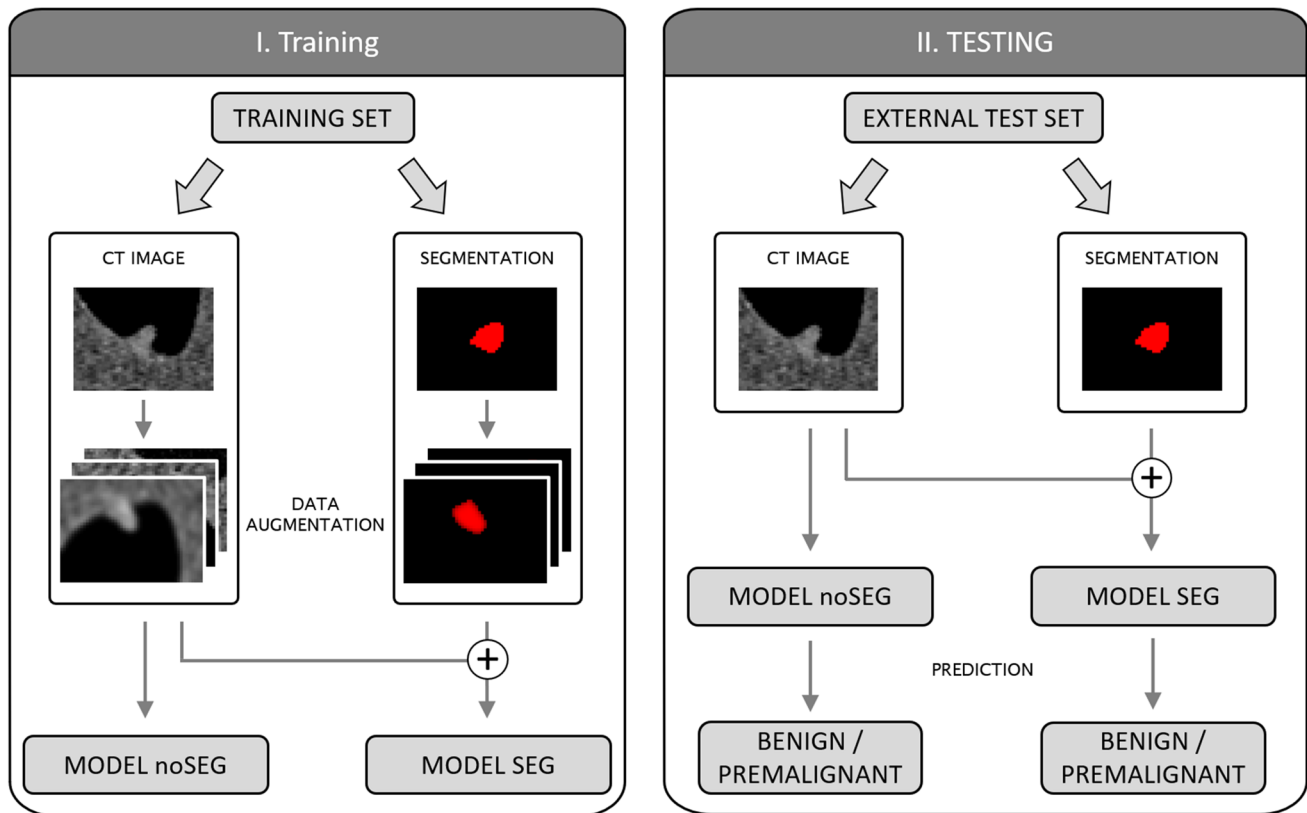 I. Training
TRAINING SET
CT IMAGE
SEGMENTATION
DATA
AUGMENTATION
+
MODEL noSEG
MODEL SEG
II. TESTING
EXTERNAL TEST SET
CT IMAGE
SEGMENTATION
+
MODEL noSEG
MODEL SEG
PREDICTION
BENIGN /
PREMALIGNANT
BENIGN /
PREMALIGNANT